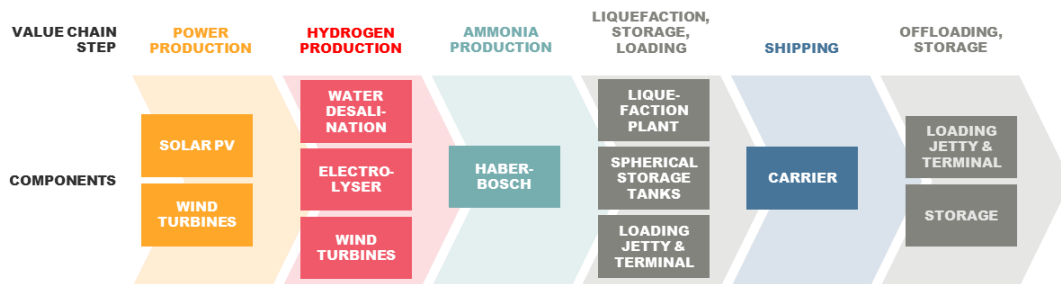 VALUE CHAIN
STEP
POWER
PRODUCTION
HYDROGEN
PRODUCTION
AMMONIA
PRODUCTION
LIQUEFACTION,
STORAGE,
LOADING
SHIPPING
OFFLOADING,
STORAGE
COMPONENTS
SOLAR PV
WIND
TURBINES
WATER
DESALI-
NATION
ELECTRO-
LYSER
WIND
TURBINES
HABER-
BOSCH
LIQUE-
FACTION
PLANT
SPHERICAL
STORAGE
TANKS
LOADING
JETTY &
TERMINAL
CARRIER
LOADING
JETTY &
TERMINAL
STORAGE